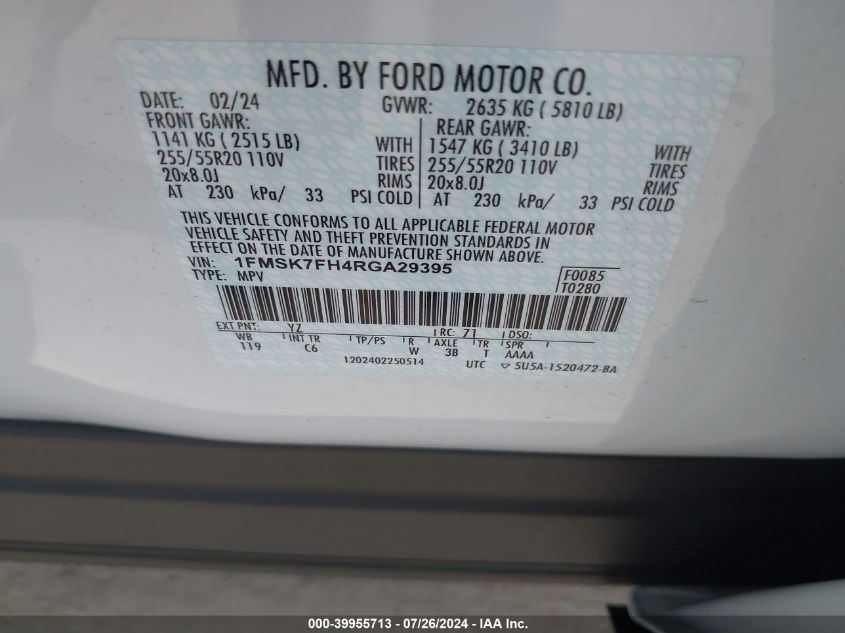 MFD. BY FORD MOTOR CO.
DATE: 02/24 GVWR: 2635 KG ( 5810 LB)
FRONT GAWR: REAR GAWR:
1141 KG ( 2515 LB) WITH 1547 KG ( 3410 LB) WITH
255/55R20 110V TIRES 255/55R20 110V TIRES
20x8.0J RIMS 20x8.0J RIMS
AT 230 kPa/ 33 PSI COLD AT 230 kPa/ 33 PSI COLD
THIS VEHICLE CONFORMS TO ALL APPLICABLE FEDERAL MOTOR
VEHICLE SAFETY AND THEFT PREVENTION STANDARDS IN
EFFECT ON THE DATE OF MANUFACTURE SHOWN ABOVE.
VIN: 1FMSK7FH4RGA29395 F0085
TYPE: MPV T0280
EXT PNT: YZ RC: 71 DSO:
WB INT TR TP/PS R AXLE TR SPR
119 C6 W 3B T AAAA
1202402250514 UTC ▽ 5U5A-1520472-BA
000-39955713 / 07/26/2024 / IAA Inc.